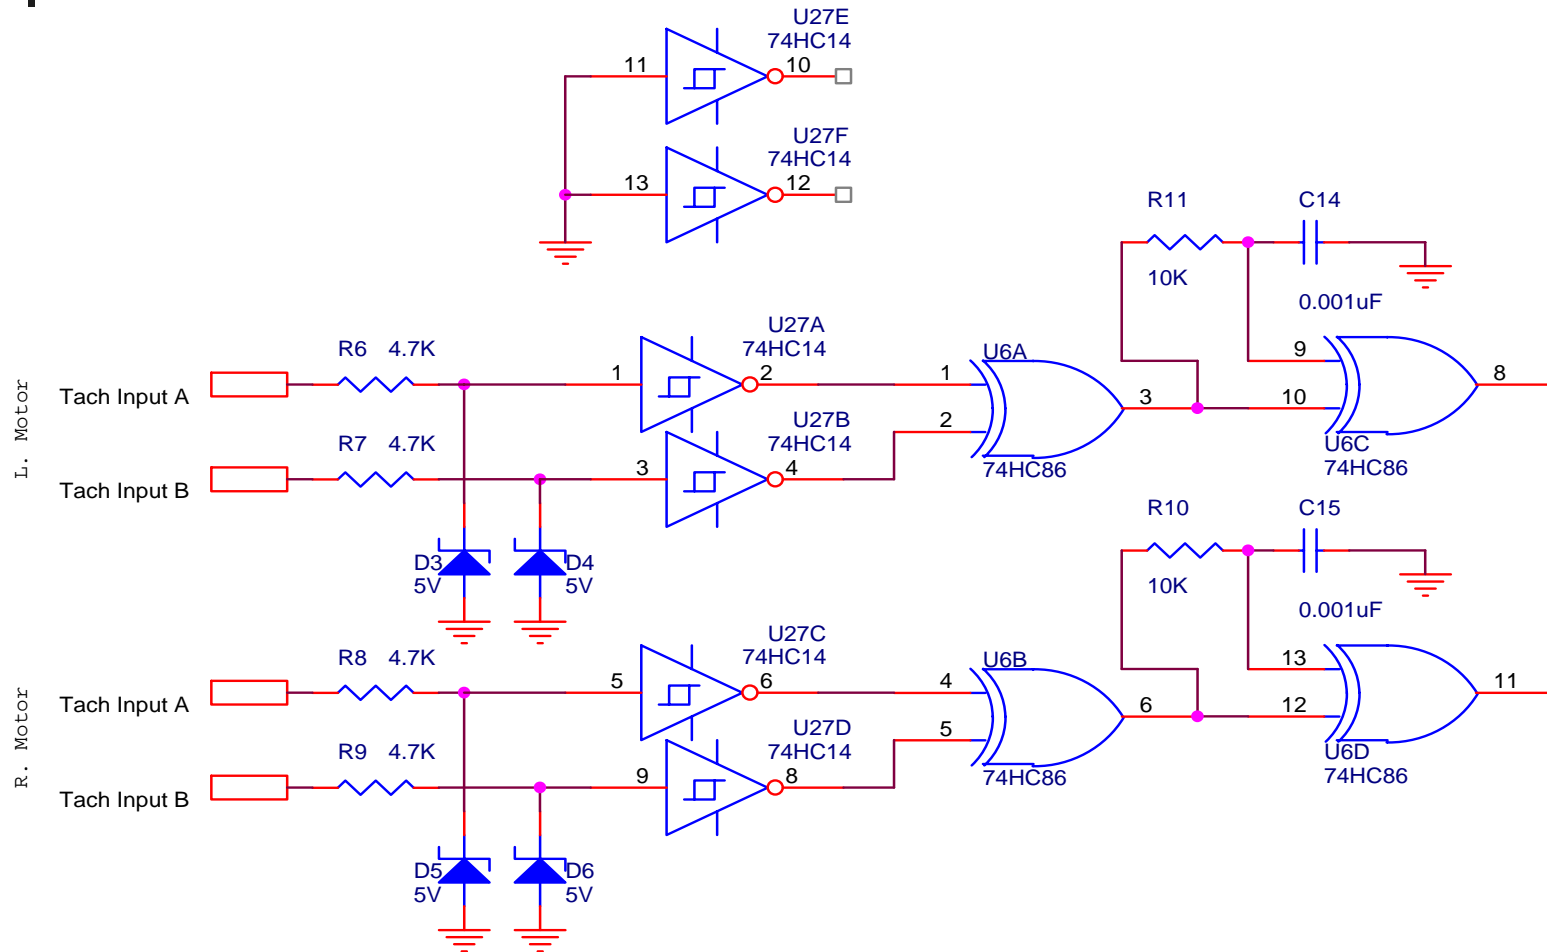 U27E
74HC14
11
10
U27F
74HC14
13
12
R11
C14
10K
0.001uF
U27A
74HC14
R6 4.7K
1
2
U6A
1
9
8
L. Motor
Tach Input A
3
10
2
U27B
74HC14
R7 4.7K
U6C
74HC86
74HC86
3
4
Tach Input B
R10
C15
D3
5V
D4
5V
10K
0.001uF
U27C
74HC14
R8 4.7K
5
6
U6B
4
13
11
R. Motor
Tach Input A
6
12
5
U27D
74HC14
R9 4.7K
U6D
74HC86
74HC86
9
8
Tach Input B
D5
5V
D6
5V